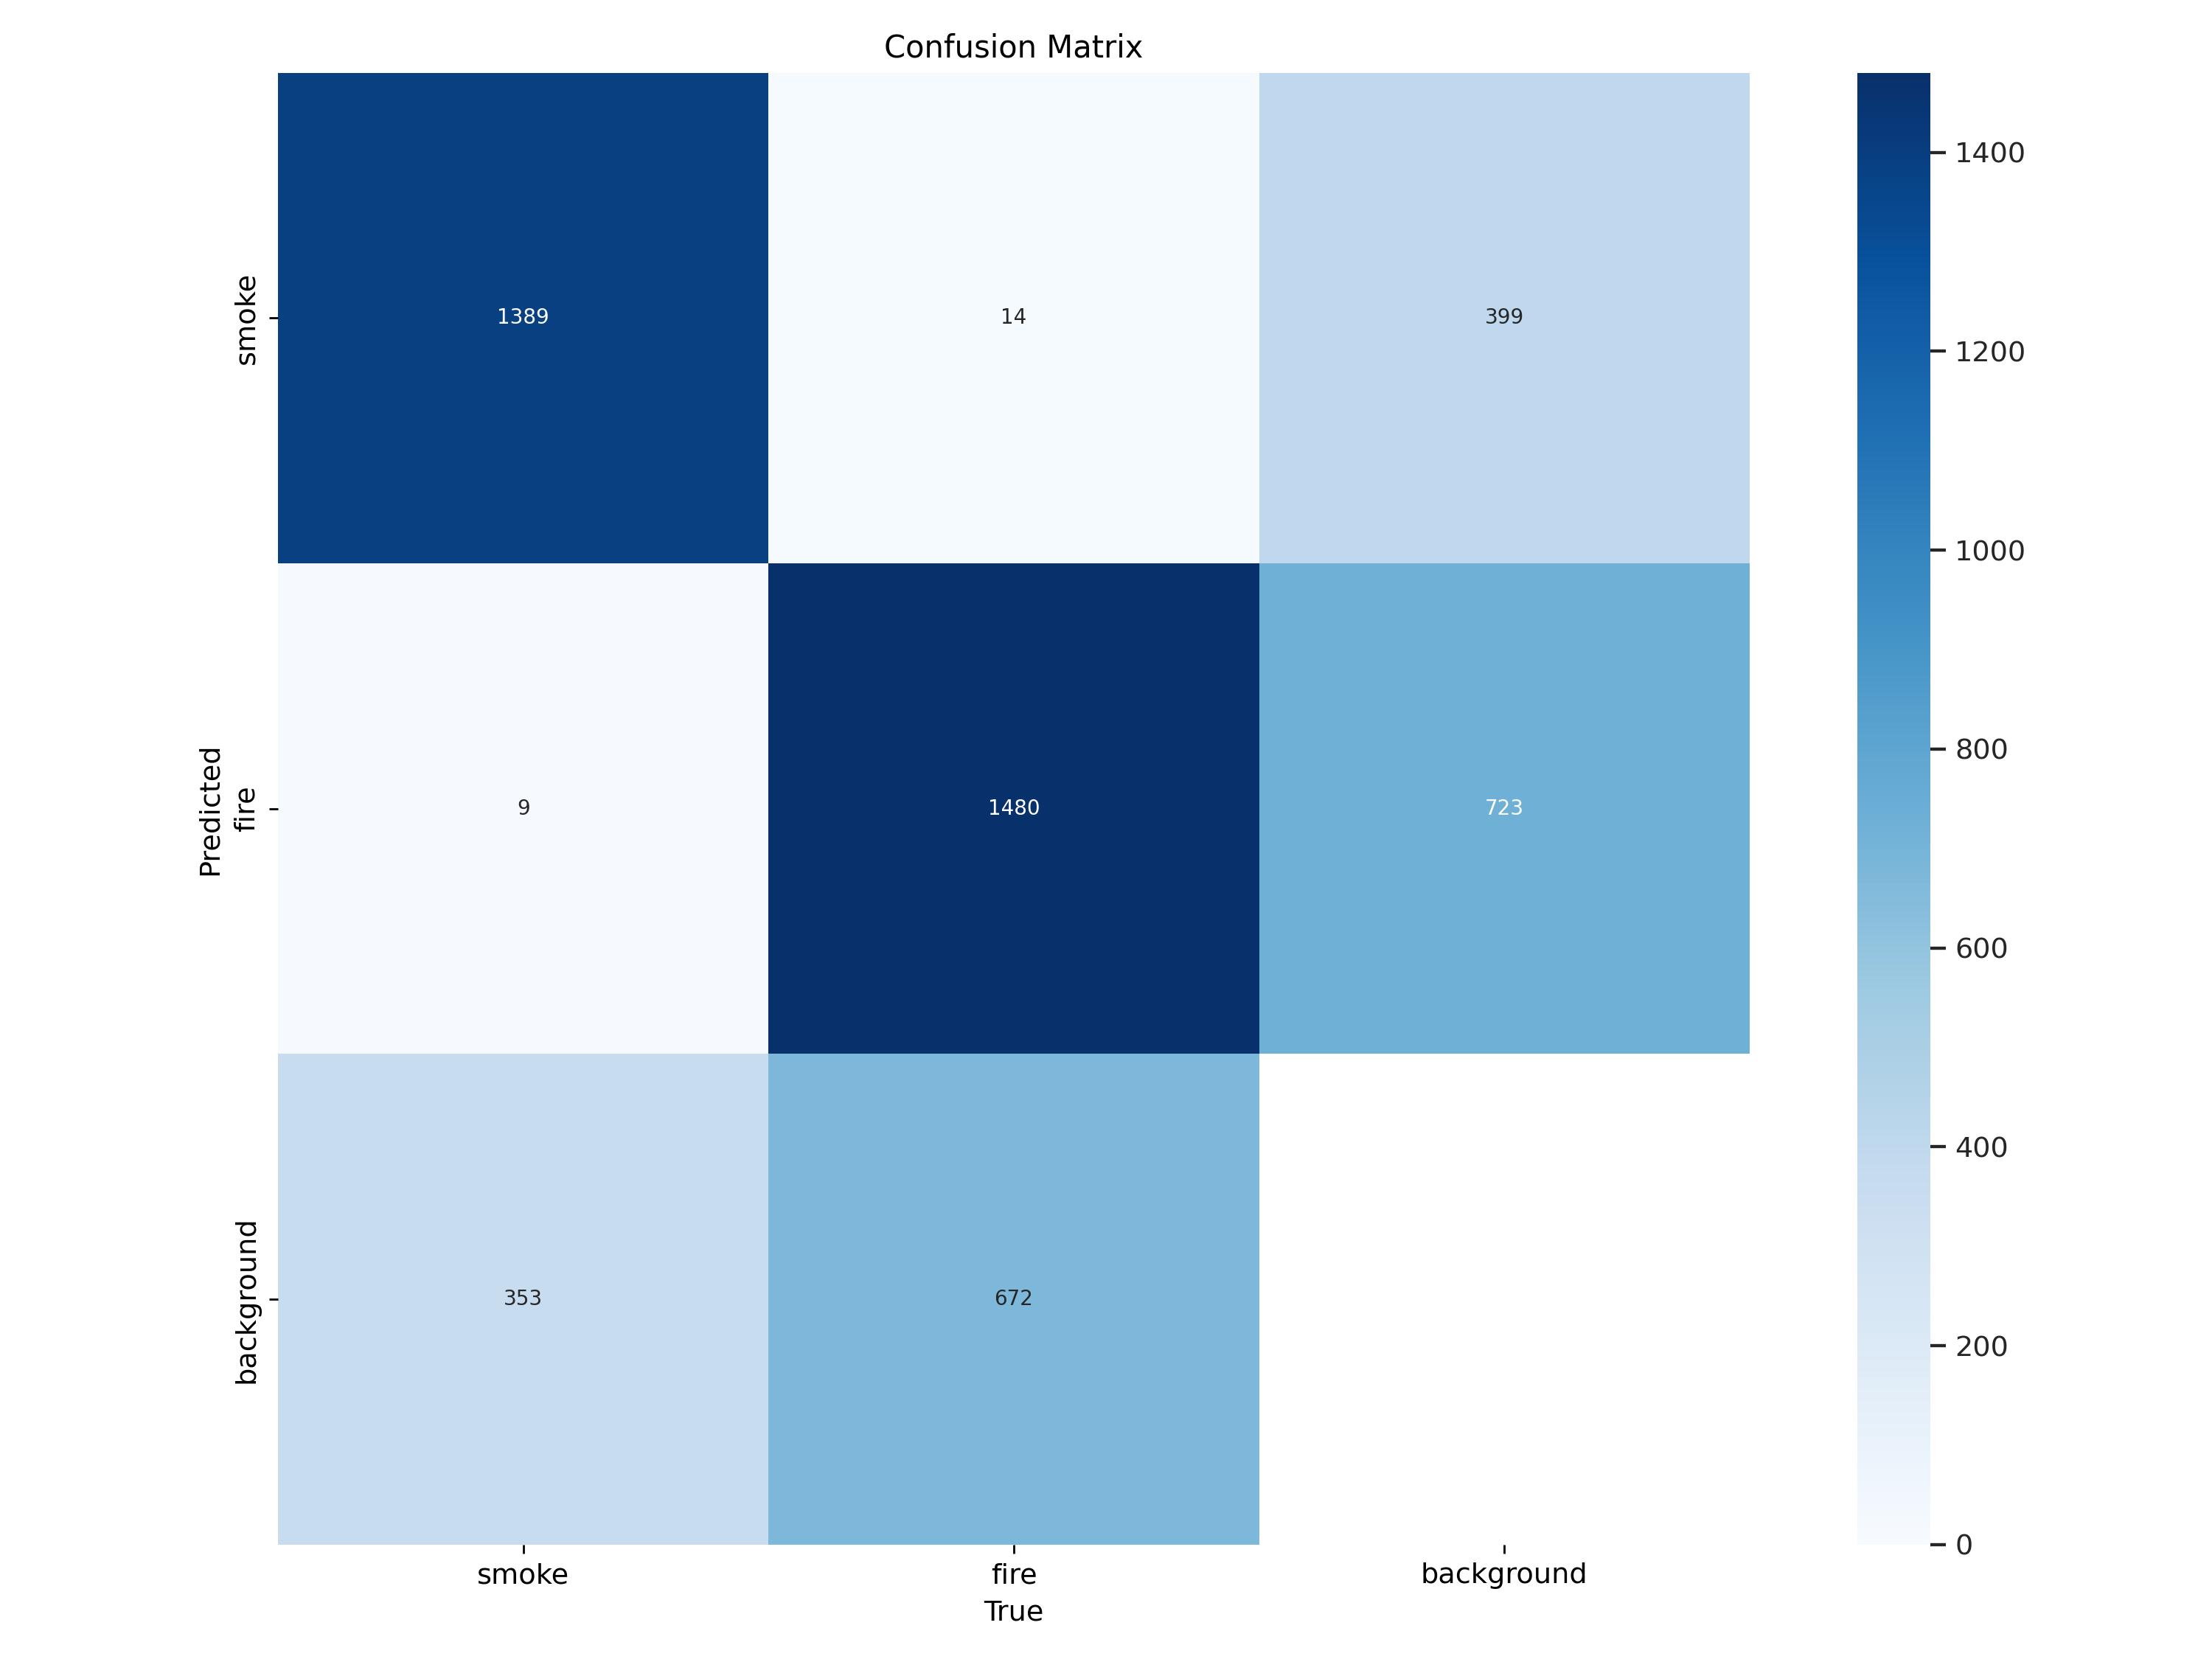 Confusion Matrix
smoke
1389
14
399
Predicted
fire
9
1480
723
background
353
672
smoke
fire
background
True
1400
1200
1000
800
600
400
200
0